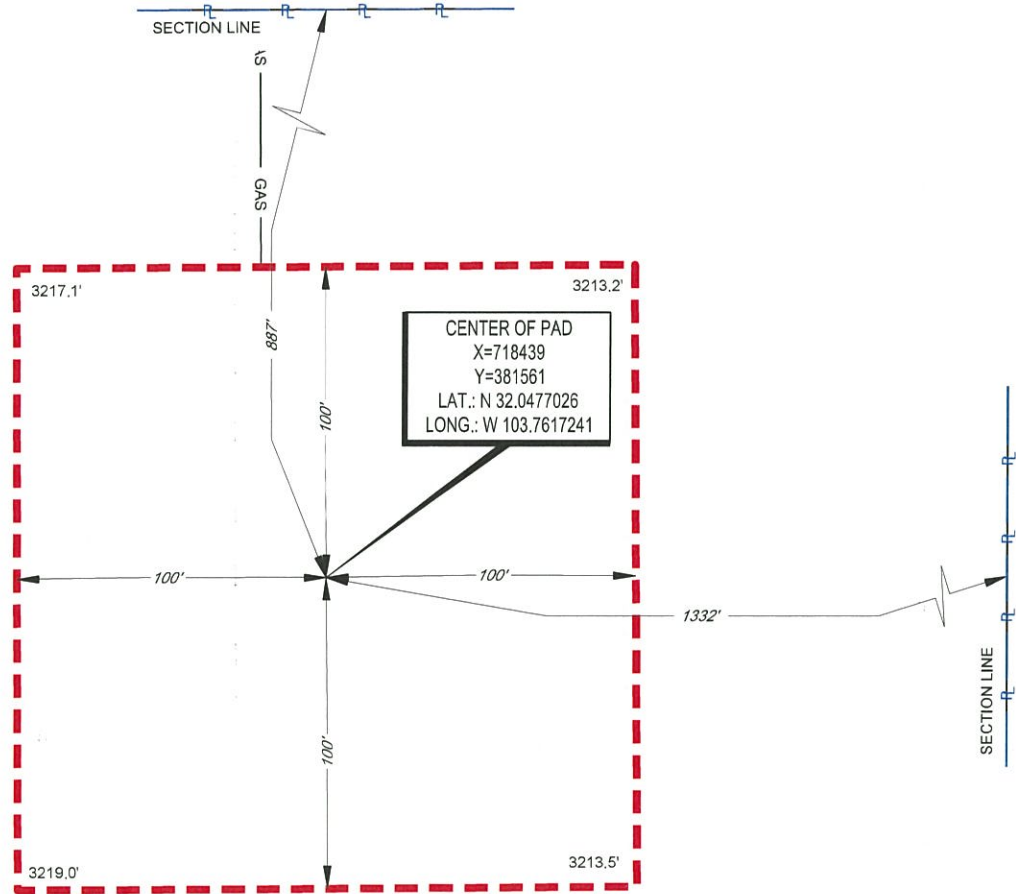 PL PL PL PL
SECTION LINE
GAS
3217.1'
3213.2'
887'
100'
CENTER OF PAD
X=718439
Y=381561
LAT.: N 32.0477026
LONG.: W 103.7617241
100'
100'
1332'
100'
PL
PL
PL
PL
SECTION LINE
3219.0'
3213.5'